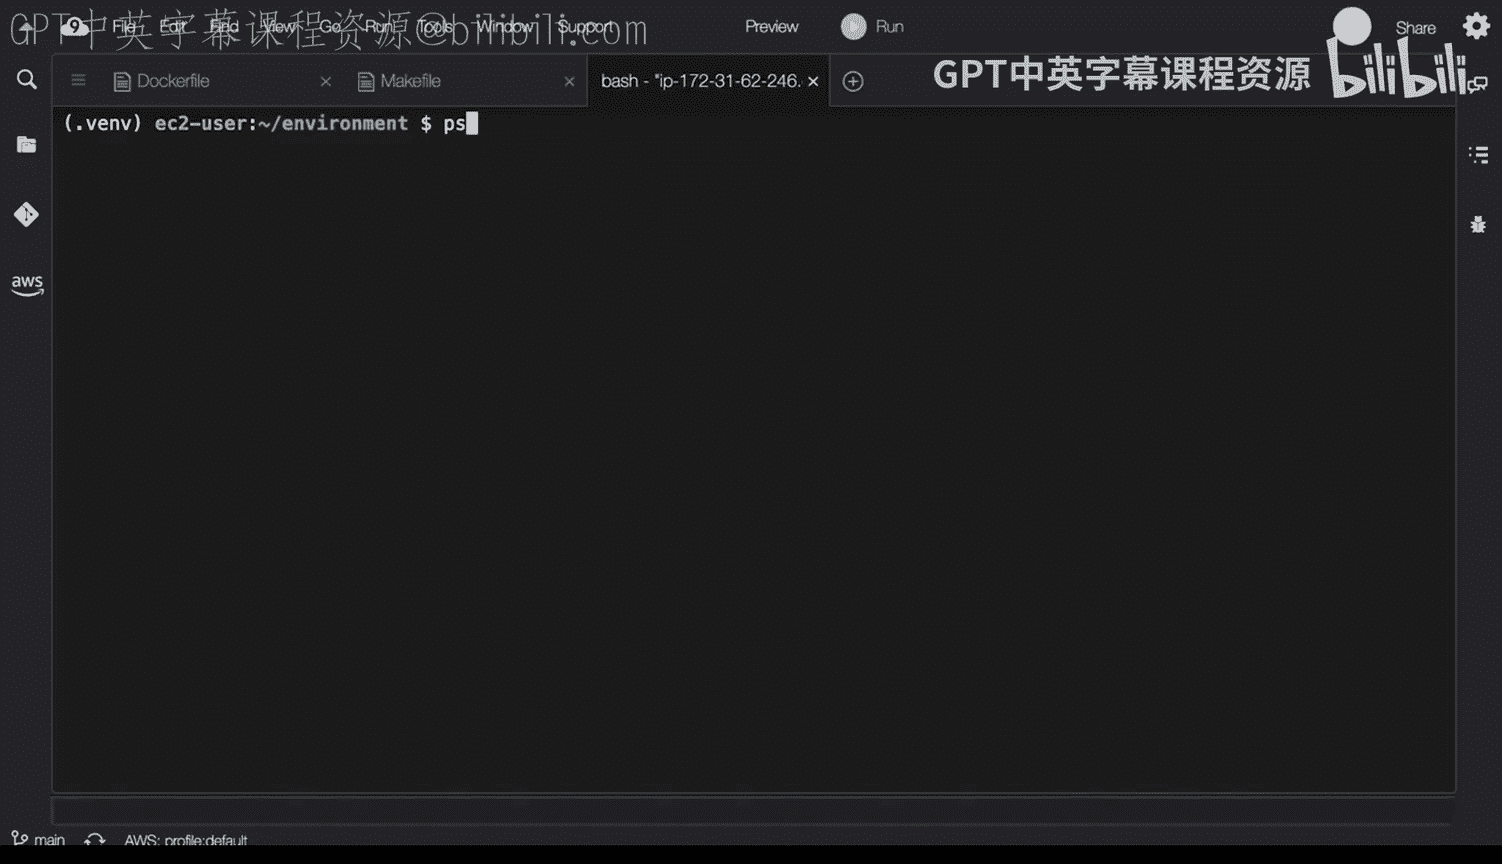 GPT中英字幕课程资源@bilibili.com
9 File Edit Find View Go Run Tools Window Support Preview Run Share
Dockerfile Makefile bash - "ip-172-31-62-246.
GPT中英字幕课程资源 bilibili
(.venv) ec2-user:~/environment $ ps
aws
main AWS: profile:default